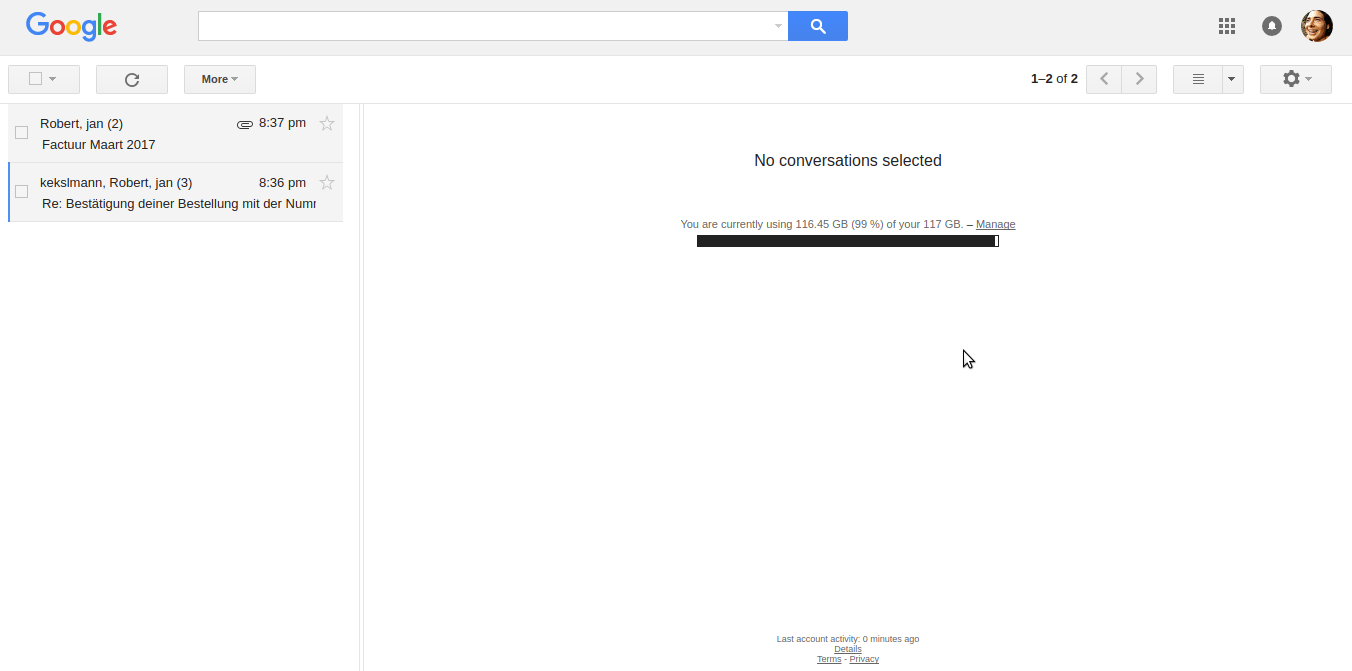 Google
More
1–2 of 2
Robert, jan (2) 8:37 pm
Factuur Maart 2017
kekslmann, Robert, jan (3) 8:36 pm
Re: Bestätigung deiner Bestellung mit der
No conversations selected
You are currently using 116.45 GB (99 %) of your 117 GB. – Manage
Last account activity: 0 minutes ago
Details
Terms - Privacy